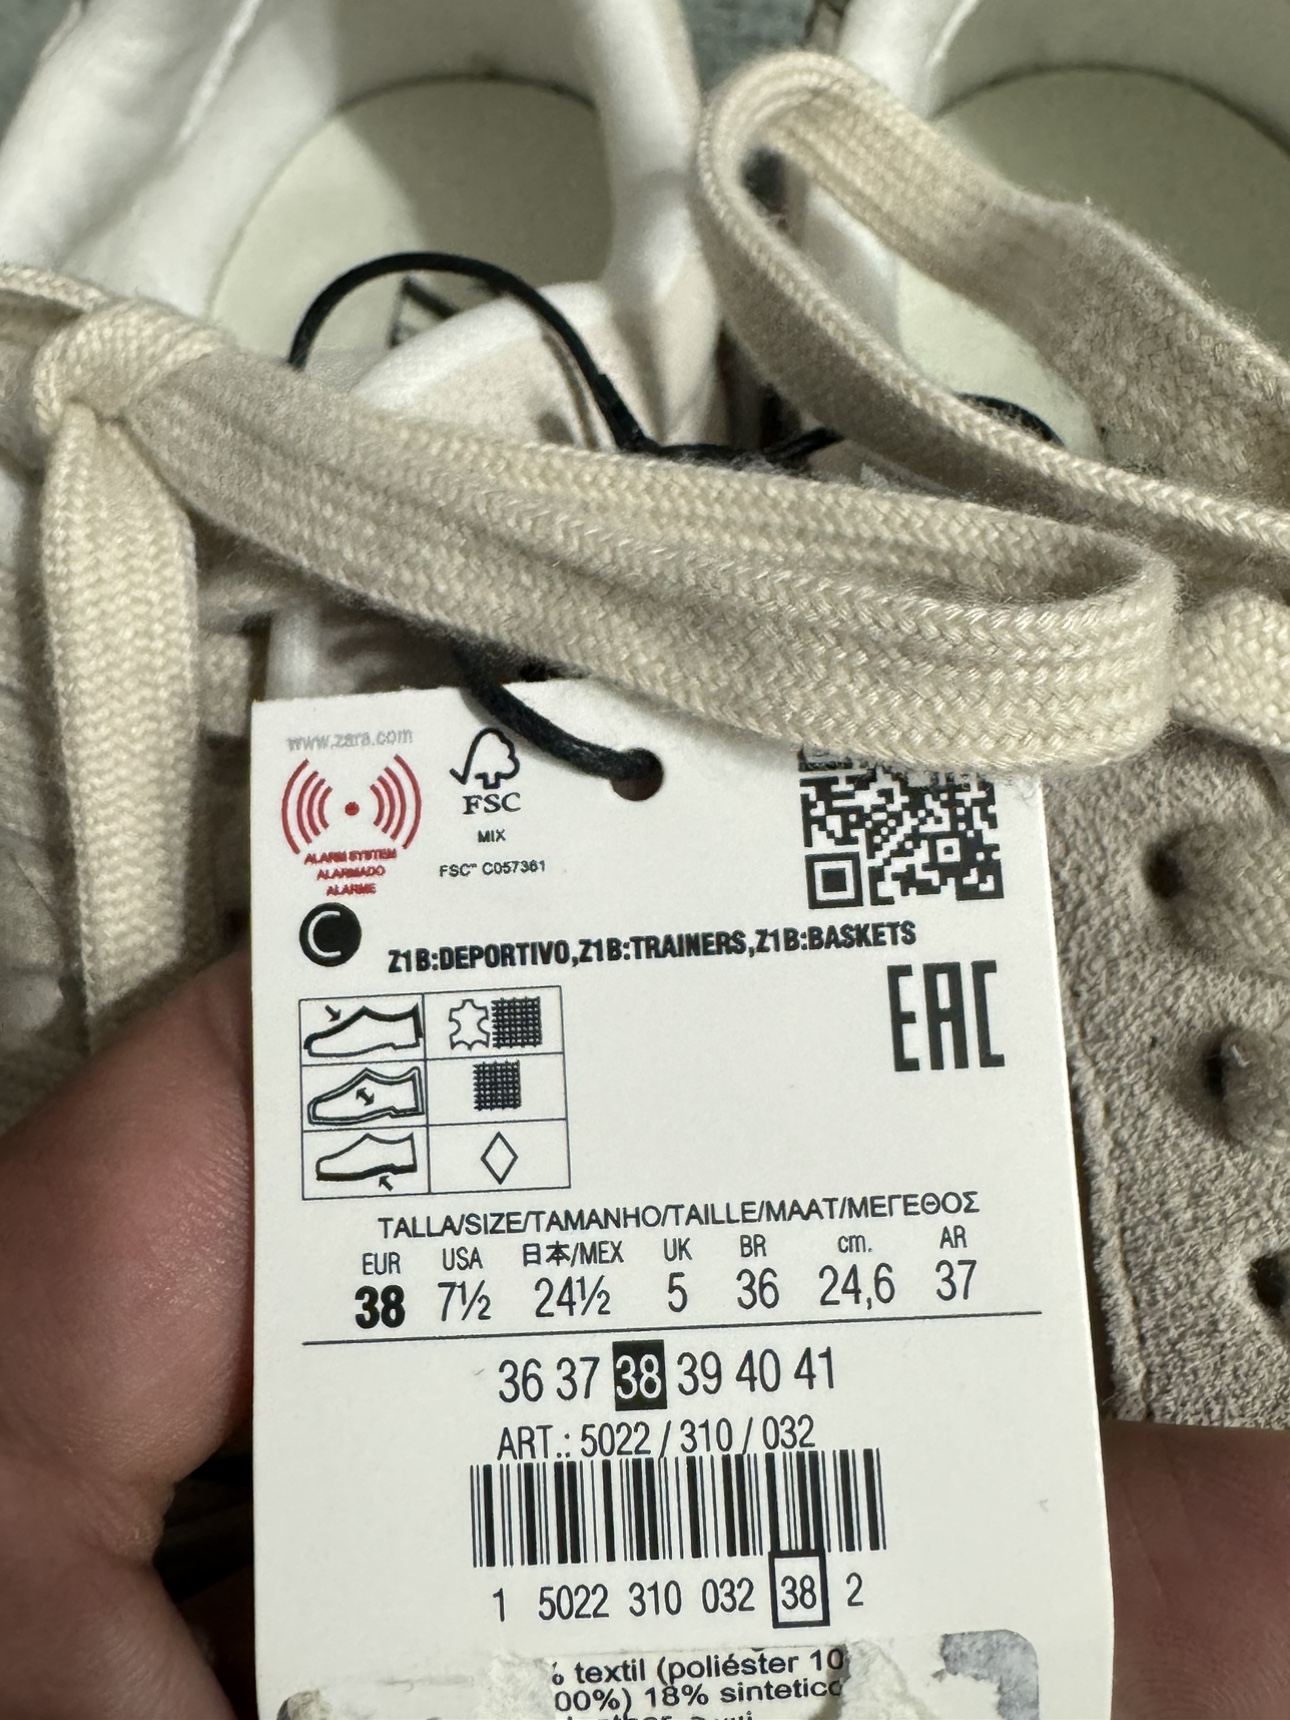 www.zara.com
ALARM SYSTEM
ALARMADO
ALARME
FSC
MIX
FSC™ C057361
C
Z1B:DEPORTIVO,Z1B:TRAINERS,Z1B:BASKETS
EAC
TALLA/SIZE/TAMANHO/TAILLE/MAAT/ΜΕΓΕΘΟΣ
EUR USA 日本/MEX UK BR cm. AR
38 7½ 24½ 5 36 24,6 37
36 37 38 39 40 41
ART.: 5022 / 310 / 032
1 5022 310 032 38 2
% textil (poliéster 10
00%) 18% sintetico